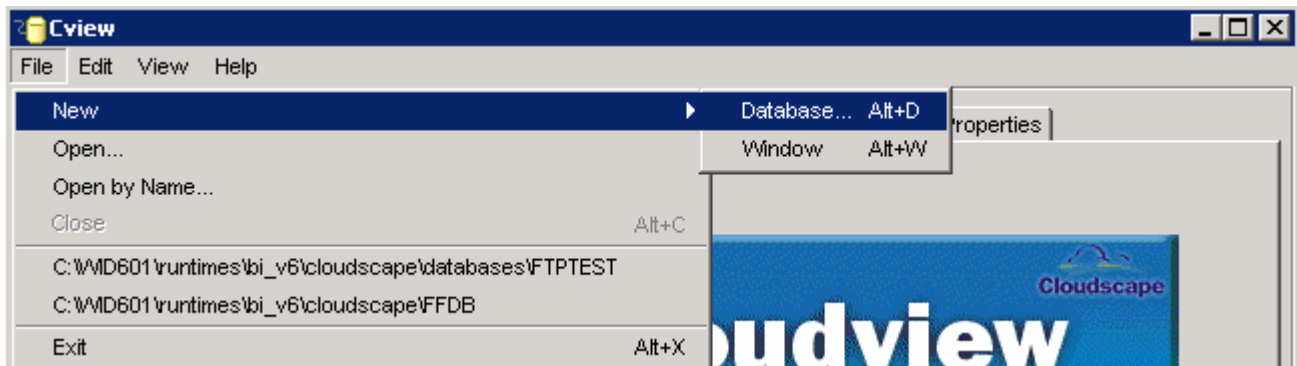 Cview
File Edit View Help
New
Database... Alt+D
Properties
Open...
Window Alt+W
Open by Name...
Close Alt+C
C:\WID601\runtimes\bi_v6\cloudscape\databases\FTPTEST
Cloudscape
C:\WID601\runtimes\bi_v6\cloudscape\FFDB
oudview
Exit Alt+X